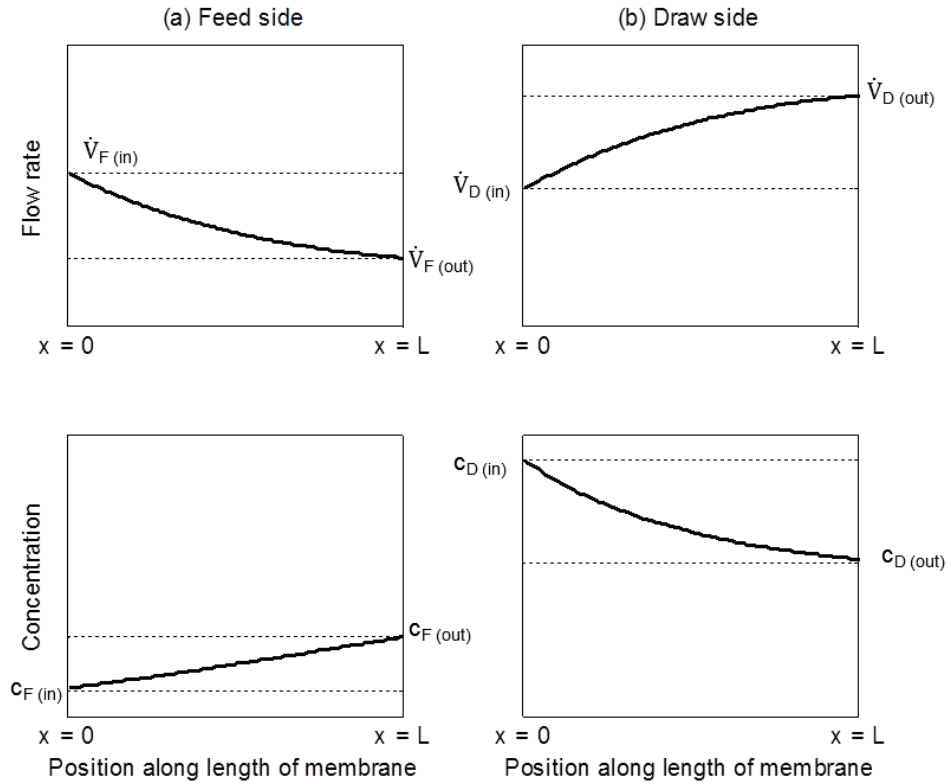 (a) Feed side
(b) Draw side
Flow rate
V̇F (in)
V̇F (out)
V̇D (in)
V̇D (out)
x = 0
x = L
x = 0
x = L
Concentration
cF (in)
cF (out)
cD (in)
cD (out)
x = 0
x = L
x = 0
x = L
Position along length of membrane
Position along length of membrane